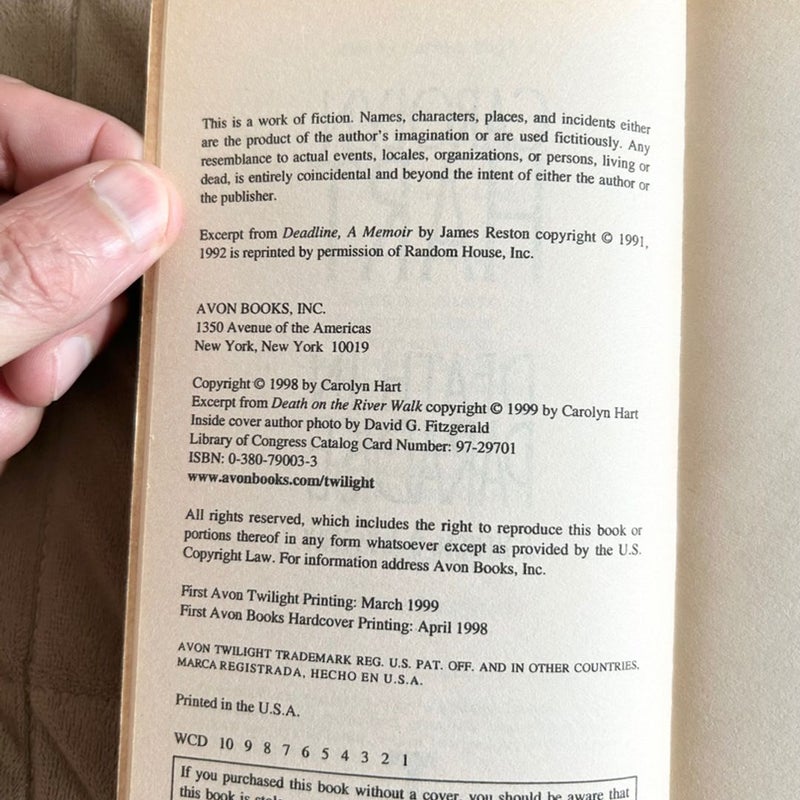 This is a work of fiction. Names, characters, places, and incidents either
are the product of the author's imagination or are used fictitiously. Any
resemblance to actual events, locales, organizations, or persons, living or
dead, is entirely coincidental and beyond the intent of either the author or
the publisher.
Excerpt from Deadline, A Memoir by James Reston copyright © 1991,
1992 is reprinted by permission of Random House, Inc.
AVON BOOKS, INC.
1350 Avenue of the Americas
New York, New York 10019
Copyright © 1998 by Carolyn Hart
Excerpt from Death on the River Walk copyright © 1999 by Carolyn Hart
Inside cover author photo by David G. Fitzgerald
Library of Congress Catalog Card Number: 97-29701
ISBN: 0-380-79003-3
www.avonbooks.com/twilight
All rights reserved, which includes the right to reproduce this book or
portions thereof in any form whatsoever except as provided by the U.S.
Copyright Law. For information address Avon Books, Inc.
First Avon Twilight Printing: March 1999
First Avon Books Hardcover Printing: April 1998
AVON TWILIGHT TRADEMARK REG. U.S. PAT. OFF. AND IN OTHER COUNTRIES,
MARCA REGISTRADA, HECHO EN U.S.A.
Printed in the U.S.A.
WCD 10 9 8 7 6 5 4 3 2 1
If you purchased this book without a cover, you should be aware that
this book is